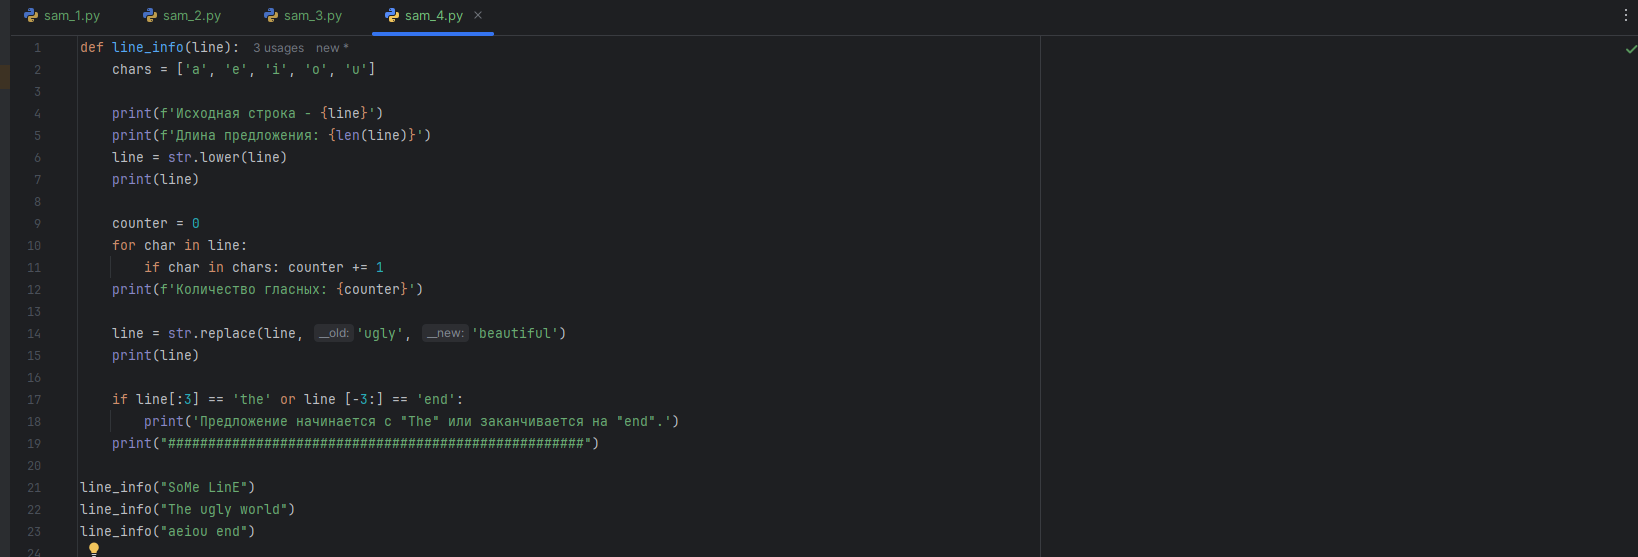 sam_1.py sam_2.py sam_3.py sam_4.py
1 def line_info(line): 3 usages new *
2 chars = ['a', 'e', 'i', 'o', 'u']
3
4 print(f'Исходная строка - {line}')
5 print(f'Длина предложения: {len(line)}')
6 line = str.lower(line)
7 print(line)
8
9 counter = 0
10 for char in line:
11 if char in chars: counter += 1
12 print(f'Количество гласных: {counter}')
13
14 line = str.replace(line, __old: 'ugly', __new: 'beautiful')
15 print(line)
16
17 if line[:3] == 'the' or line [-3:] == 'end':
18 print('Предложение начинается с "The" или заканчивается на "end".')
19 print("####################################################")
20
21 line_info("SoMe LinE")
22 line_info("The ugly world")
23 line_info("aeiou end")
24